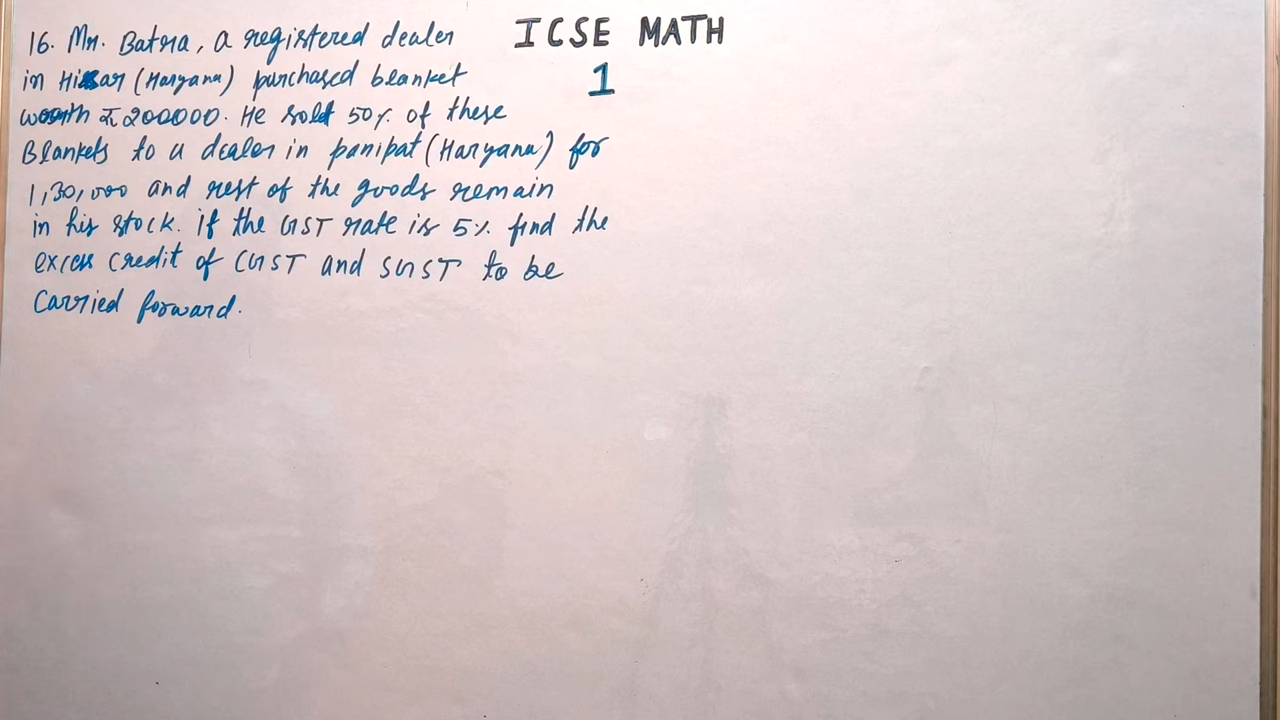 ICSE MATH
1
16. Mr. Batra, a registered dealer
in Hissar (Haryana) purchased blanket
worth ₹200000. He sold 50% of these
Blankets to a dealer in panipat (Haryana) for
1,30,000 and rest of the goods remain
in his stock. if the GST rate is 5% find the
excess credit of CGST and SGST to be
Carried forward.